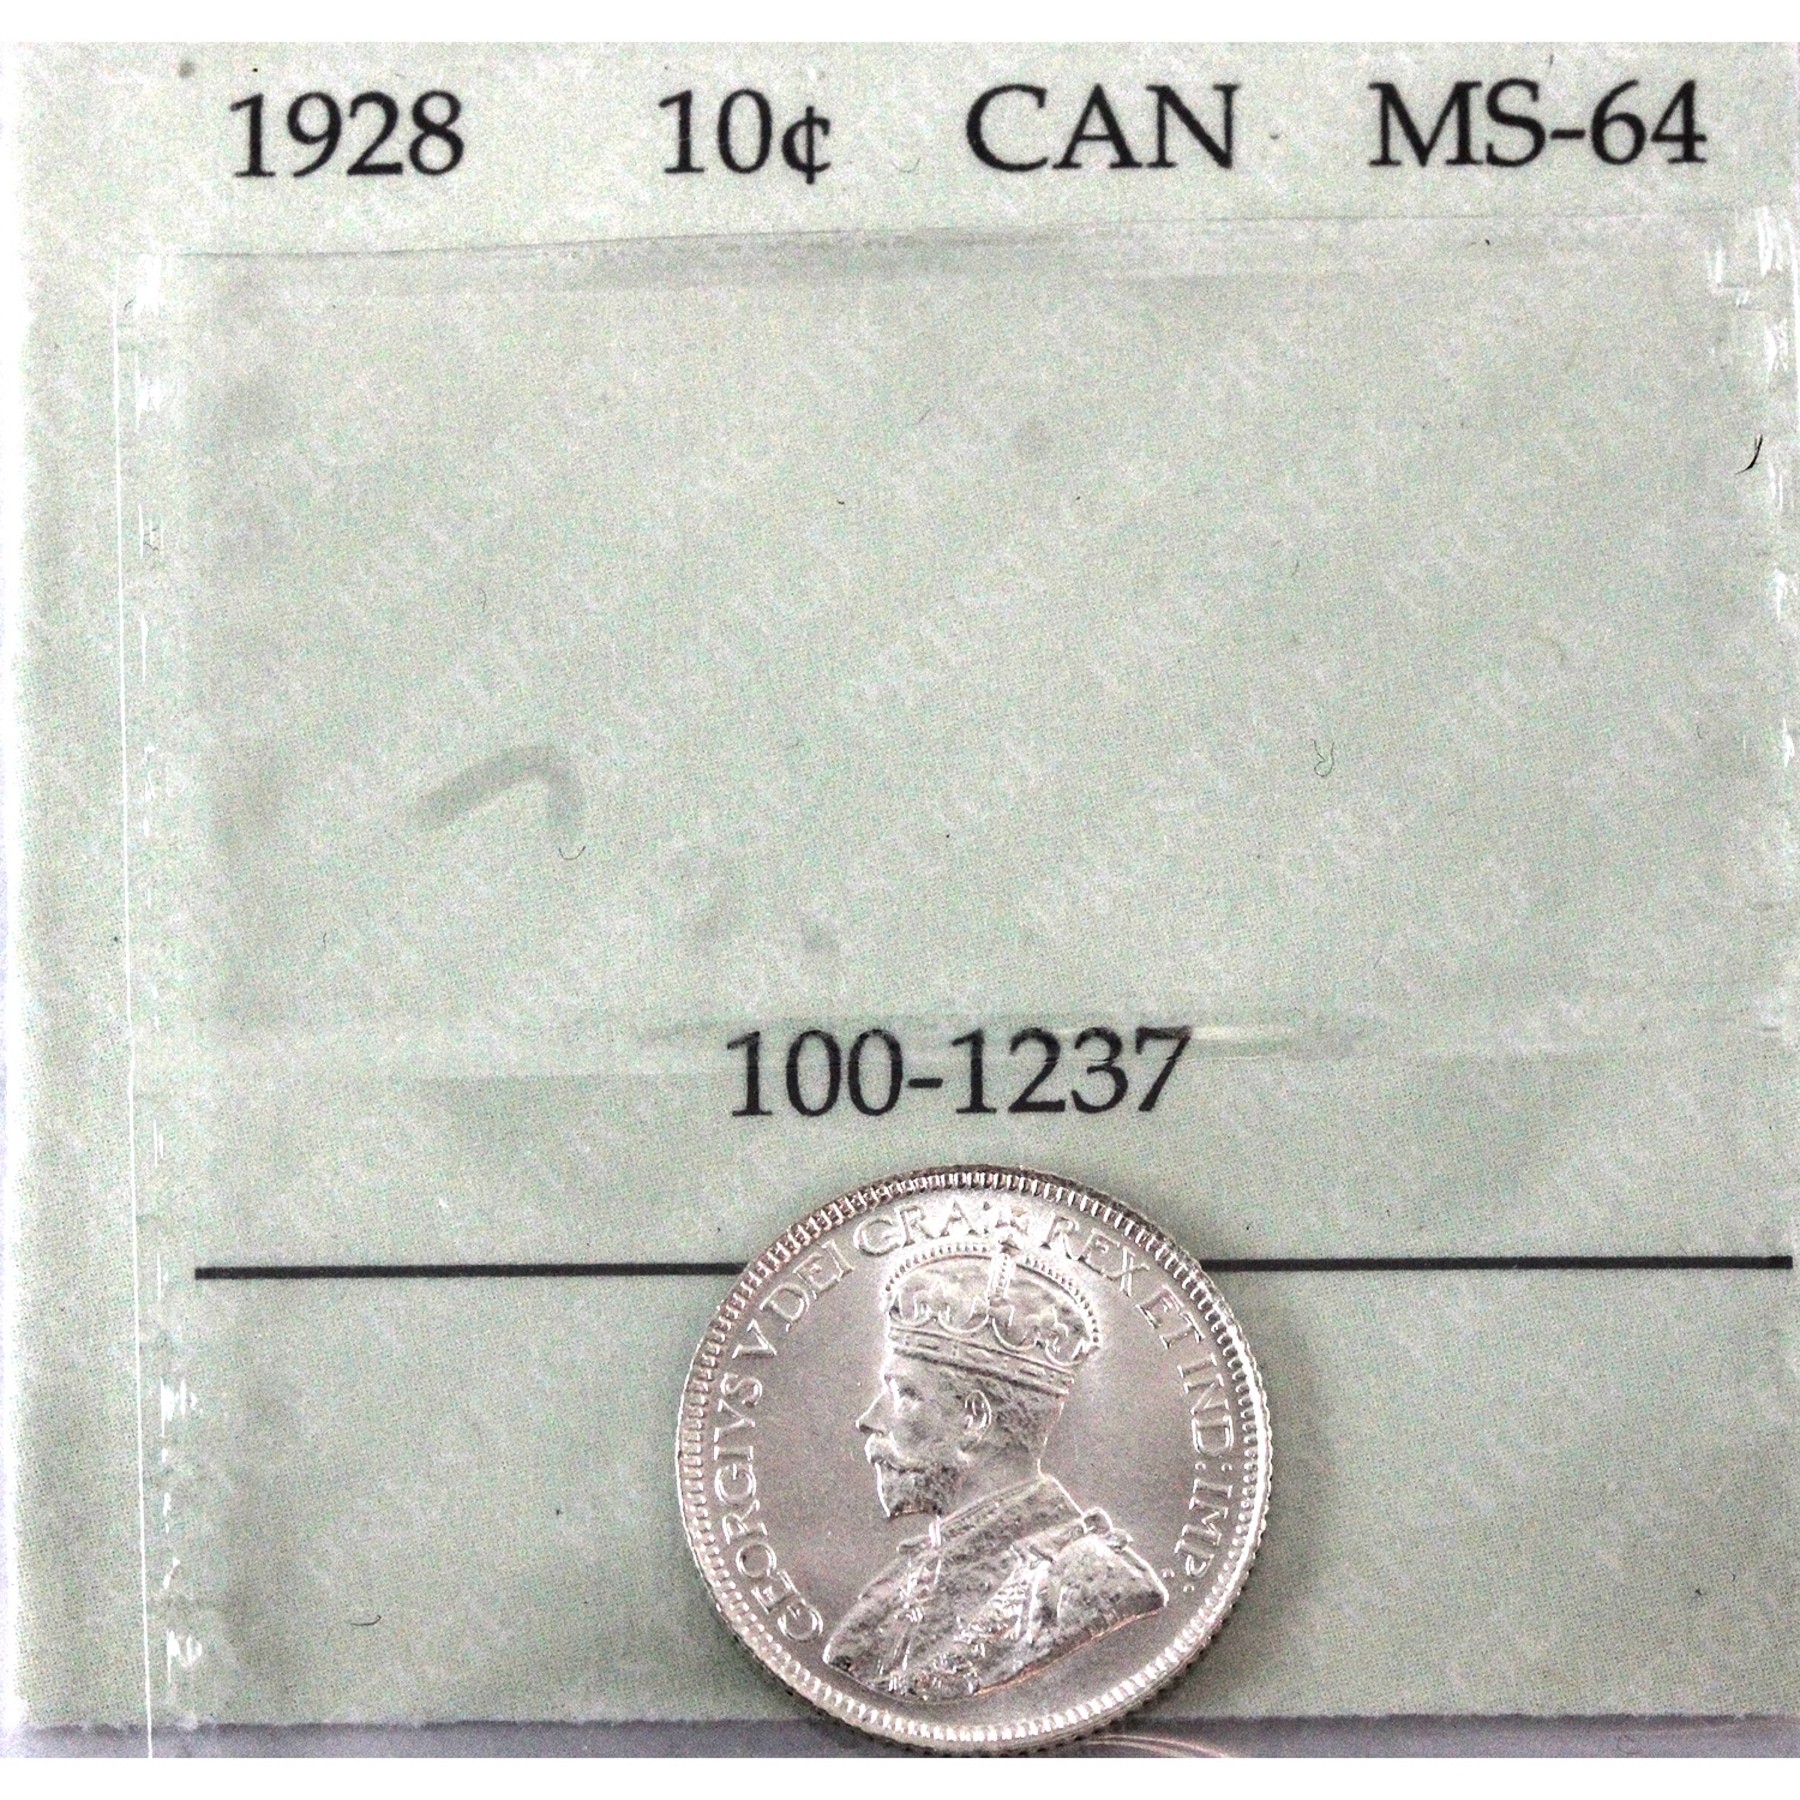 1928 10¢ CAN MS-64
100-1237
GEORGIVS V DEI GRA: REX ET IND:IMP: